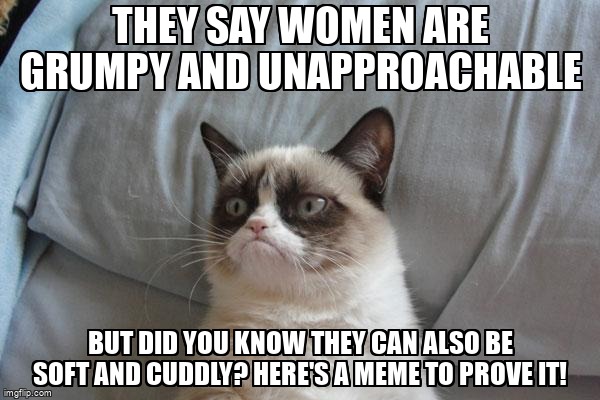 THEY SAY WOMEN ARE
GRUMPY AND UNAPPROACHABLE
BUT DID YOU KNOW THEY CAN ALSO BE
SOFT AND CUDDLY? HERE'S A MEME TO PROVE IT!
imgflip.com